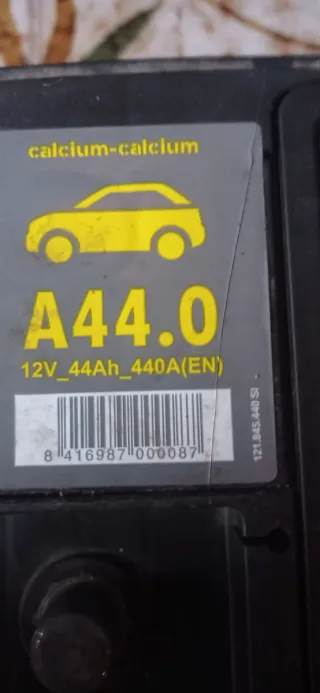 calcium-calcium
A44.0
12V_44Ah_440A(EN)
8 416987 000087
121.845.440 SI